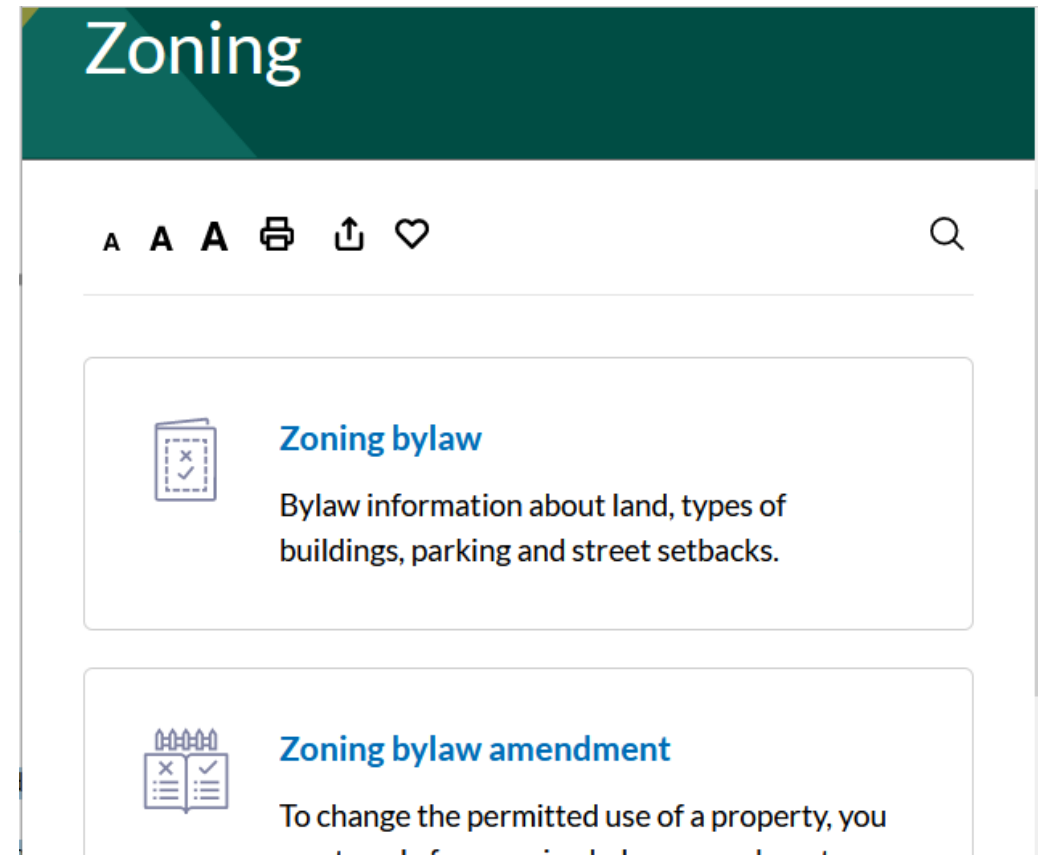 Zoning
A A A
Zoning bylaw
Bylaw information about land, types of
buildings, parking and street setbacks.
Zoning bylaw amendment
To change the permitted use of a property, you